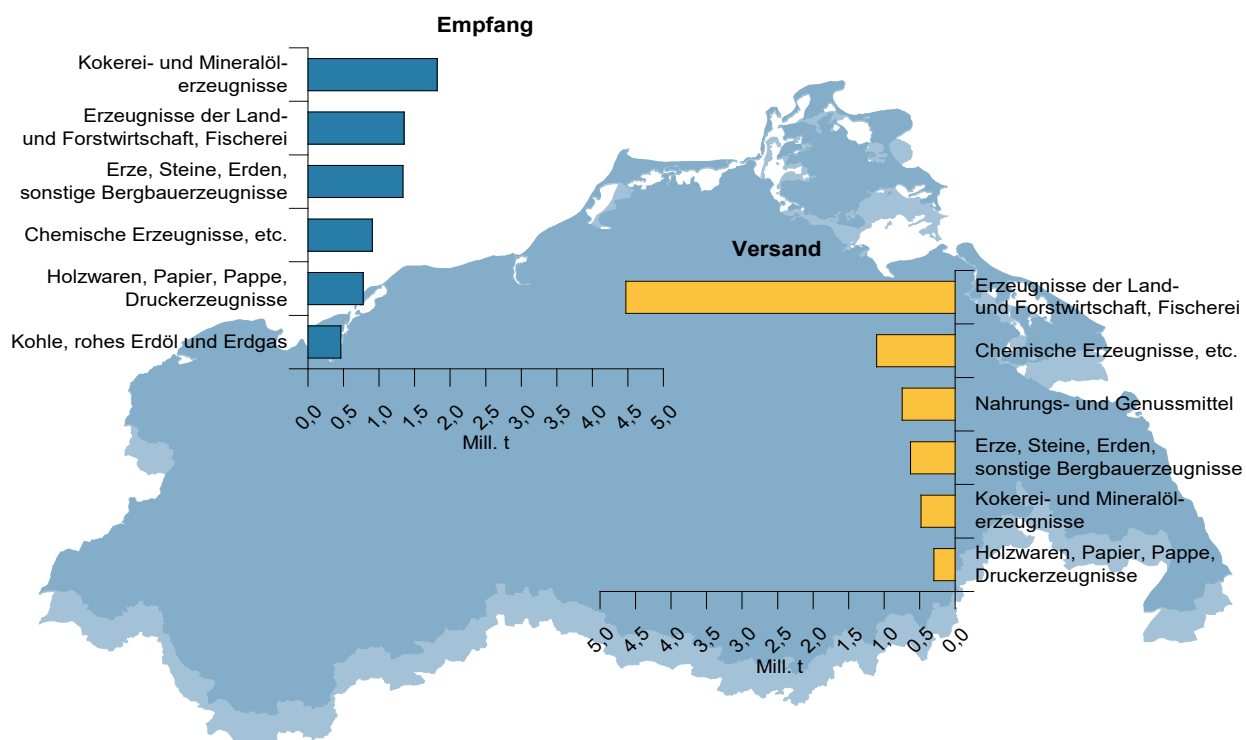 Empfang
Kokerei- und Mineralöl-
erzeugnisse
Erzeugnisse der Land-
und Forstwirtschaft, Fischerei
Erze, Steine, Erden,
sonstige Bergbauerzeugnisse
Chemische Erzeugnisse, etc.
Holzwaren, Papier, Pappe,
Druckerzeugnisse
Kohle, rohes Erdöl und Erdgas
0,0 0,5 1,0 1,5 2,0 2,5 3,0 3,5 4,0 4,5 5,0
Mill. t
Versand
Erzeugnisse der Land-
und Forstwirtschaft, Fischerei
Chemische Erzeugnisse, etc.
Nahrungs- und Genussmittel
Erze, Steine, Erden,
sonstige Bergbauerzeugnisse
Kokerei- und Mineralöl-
erzeugnisse
Holzwaren, Papier, Pappe,
Druckerzeugnisse
5,0 4,5 4,0 3,5 3,0 2,5 2,0 1,5 1,0 0,5 0,0
Mill. t